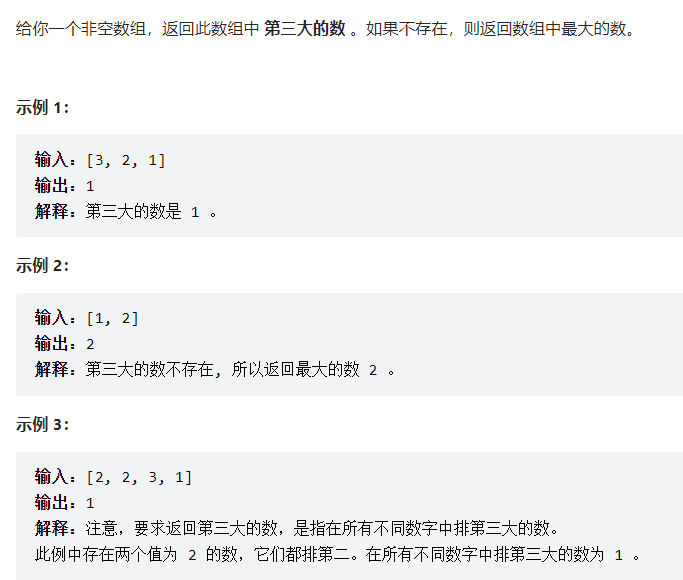 给你一个非空数组，返回此数组中 第三大的数 。如果不存在，则返回数组中最大的数。
示例 1：
输入：[3, 2, 1]
输出：1
解释：第三大的数是 1 。
示例 2：
输入：[1, 2]
输出：2
解释：第三大的数不存在, 所以返回最大的数 2 。
示例 3：
输入：[2, 2, 3, 1]
输出：1
解释：注意，要求返回第三大的数，是指在所有不同数字中排第三大的数。
此例中存在两个值为 2 的数，它们都排第二。在所有不同数字中排第三大的数为 1 。